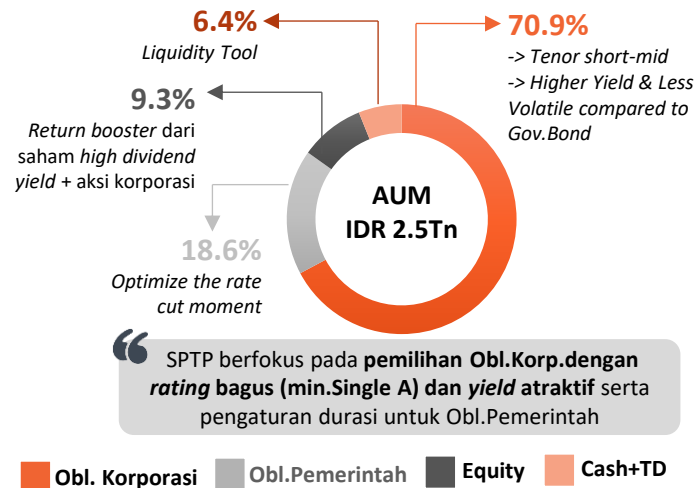 6.4%
Liquidity Tool
70.9%
-> Tenor short-mid
-> Higher Yield & Less
Volatile compared to
Gov.Bond
9.3%
Return booster dari
saham high dividend
yield + aksi korporasi
AUM
IDR 2.5Tn
18.6%
Optimize the rate
cut moment
“
SPTP berfokus pada pemilihan Obl.Korp.dengan
rating bagus (min.Single A) dan yield atraktif serta
pengaturan durasi untuk Obl.Pemerintah
Obl. Korporasi
Obl.Pemerintah
Equity
Cash+TD